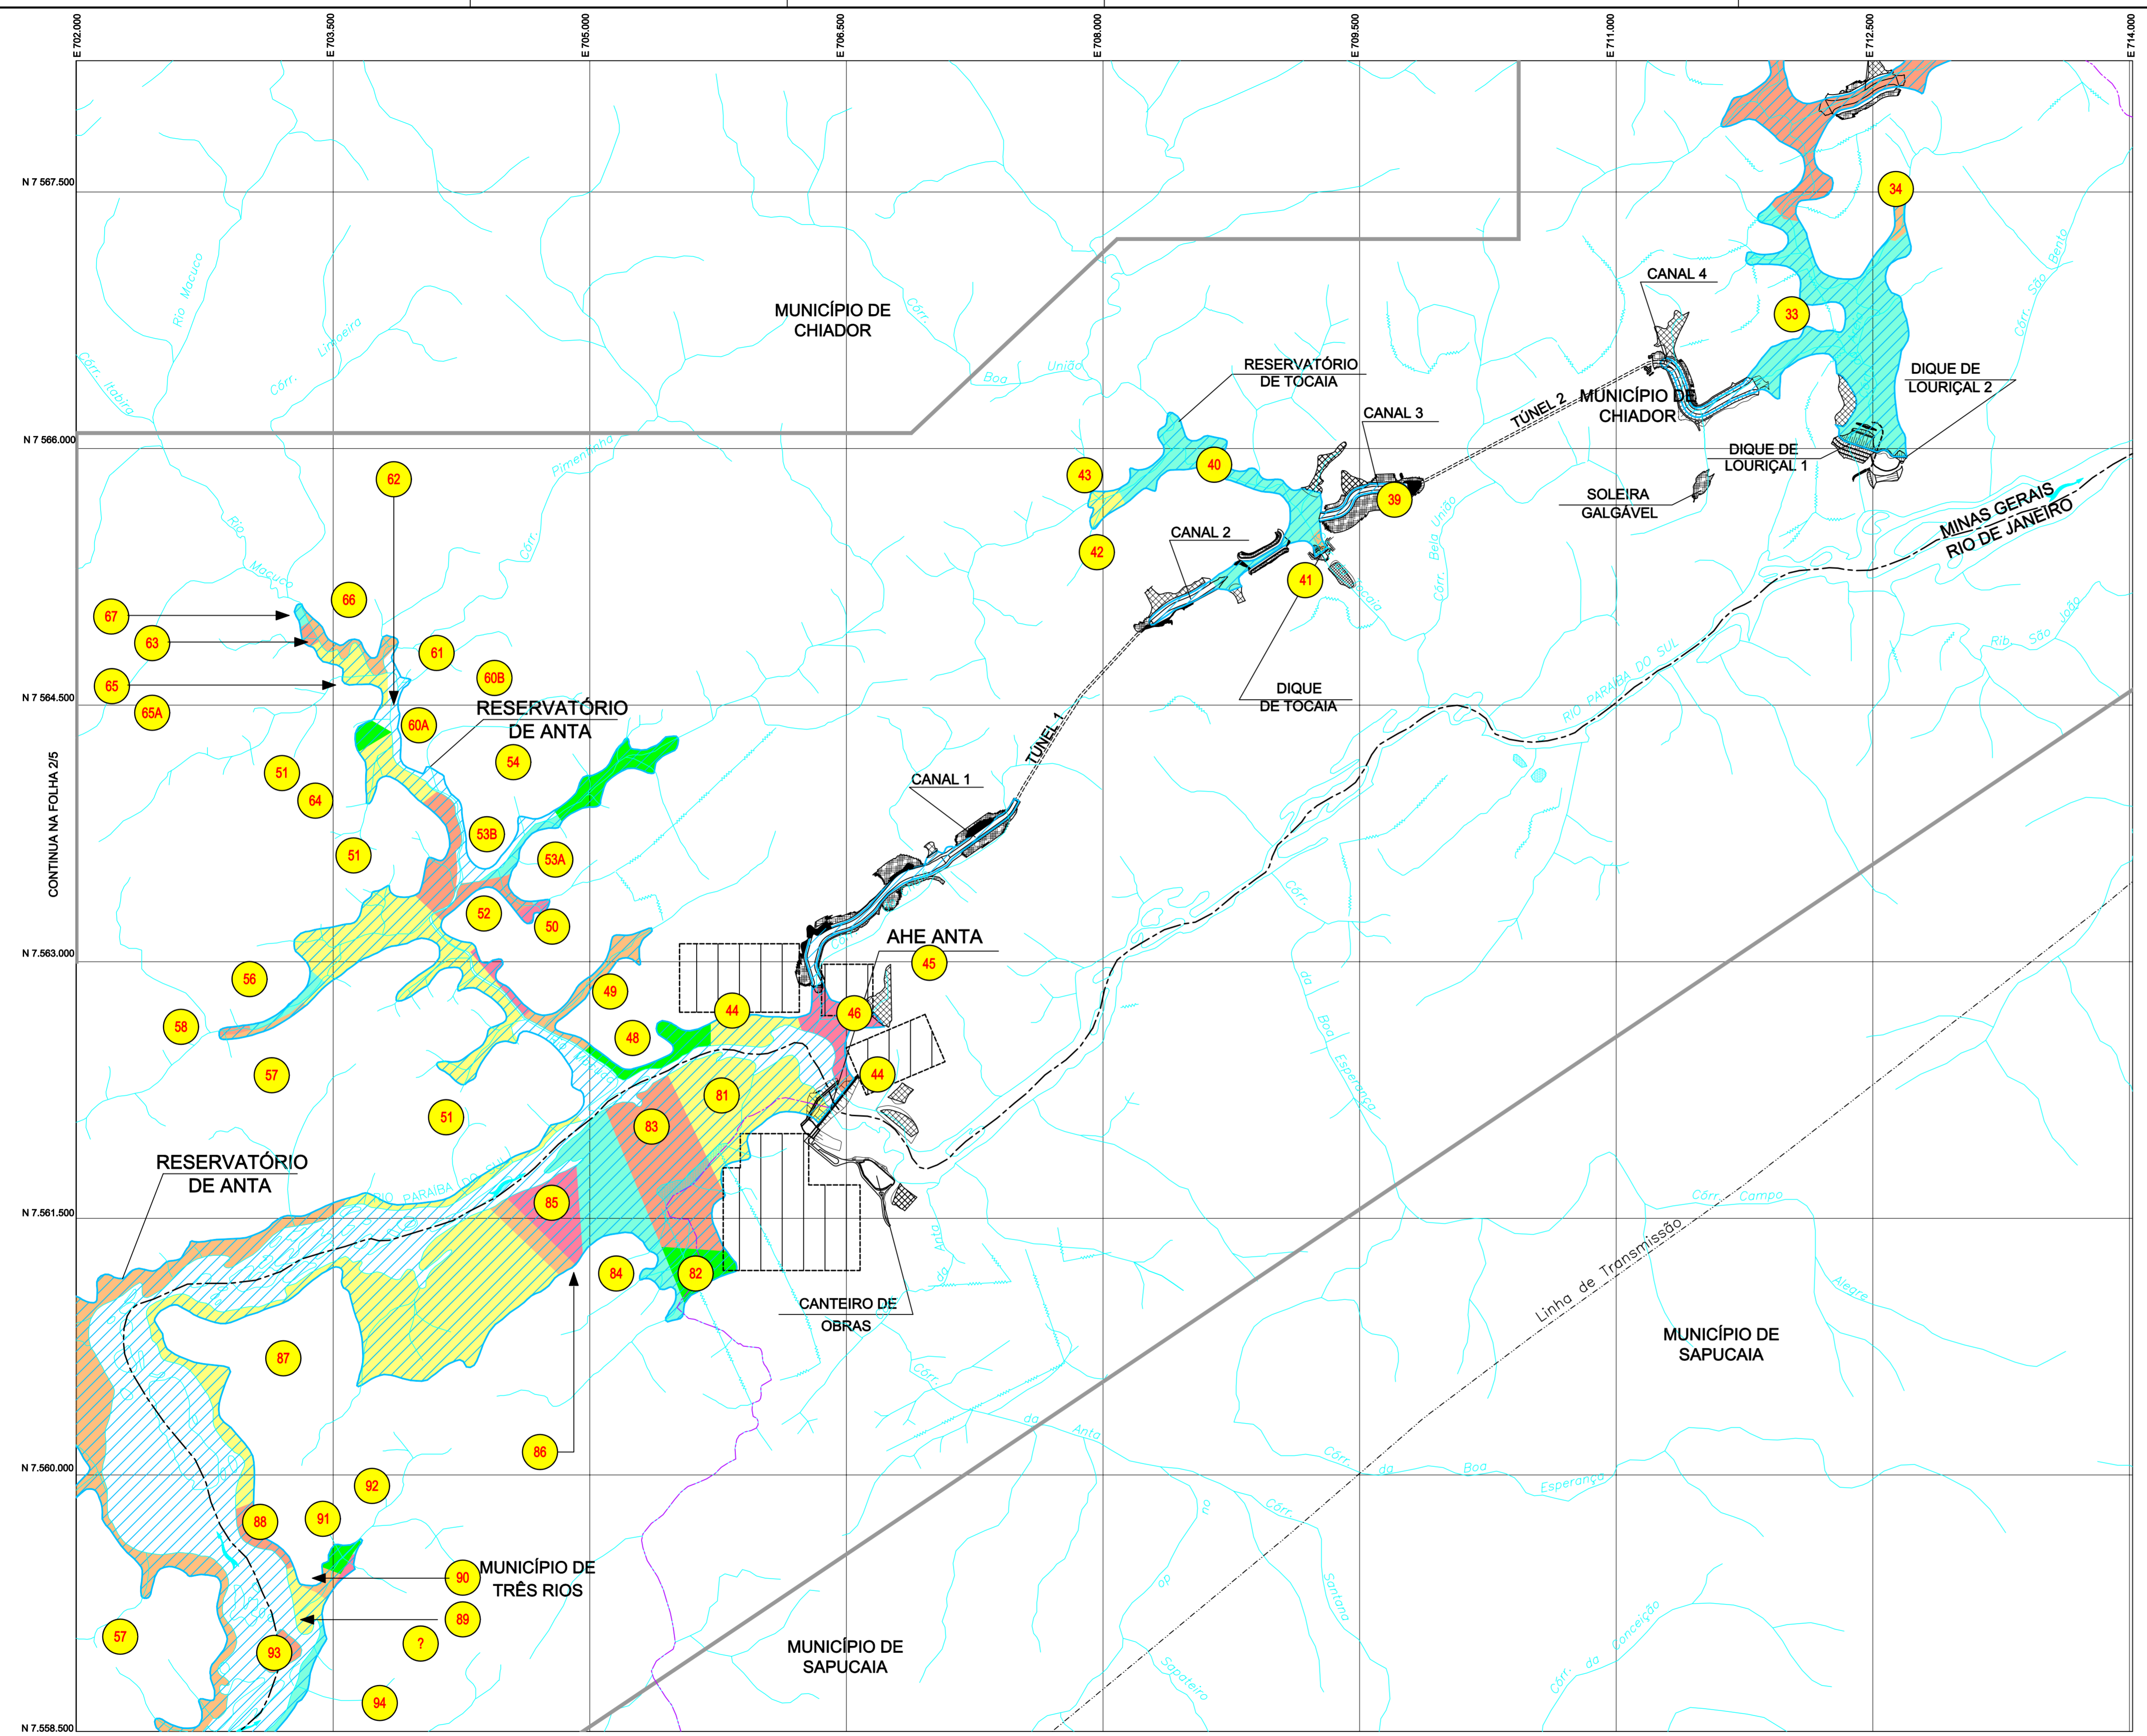 E 702.000
E 703.500
E 705.000
E 706.500
E 708.000
E 709.500
E 711.000
E 712.500
E 714.000
N 7 567.500
34
Rio Macuco
Córr. São Bento
CANAL 4
MUNICÍPIO DE
CHIADOR
Córr.
33
Limoeira
Córr.
Córr. Itabira
Boa União
RESERVATÓRIO
DE TOCAIA
DIQUE DE
LOURIÇAL 2
MUNICÍPIO DE
CHIADOR
TÚNEL 2
CANAL 3
N 7 566.000
Pimentinha
Córr.
62
43
40
DIQUE DE
LOURIÇAL 1
39
SOLEIRA
GALGÁVEL
MINAS GERAIS
RIO DE JANEIRO
Rio
Macuco
CANAL 2
42
Córr. Bela União
41
Tocaia
66
67
63
61
Rib. São João
65
60B
65A
N 7 564.500
RESERVATÓRIO
DE ANTA
60A
DIQUE
DE TOCAIA
RIO PARAÍBA DO SUL
TÚNEL 1
CONTINUA NA FOLHA 2/5
54
51
64
CANAL 1
53B
51
53A
Córr.
52
50
AHE ANTA
45
N 7.563.000
56
49
da Boa Esperança
44
46
58
48
57
44
81
51
83
RESERVATÓRIO
DE ANTA
RIO PARAÍBA DO SUL
85
N 7.561.500
Córr. Campo
Alegre
Linha de Transmissão
84
82
da Anta
CANTEIRO DE
OBRAS
MUNICÍPIO DE
SAPUCAIA
87
Córr.
da Anta
86
N 7.560.000
Córr. da Boa
Esperança
92
88
91
Córr.
no
do
Santana
90
MUNICÍPIO DE
TRÊS RIOS
89
57
?
93
MUNICÍPIO DE
SAPUCAIA
Sapateiro
Córr. da Conceição
94
N 7.558.500